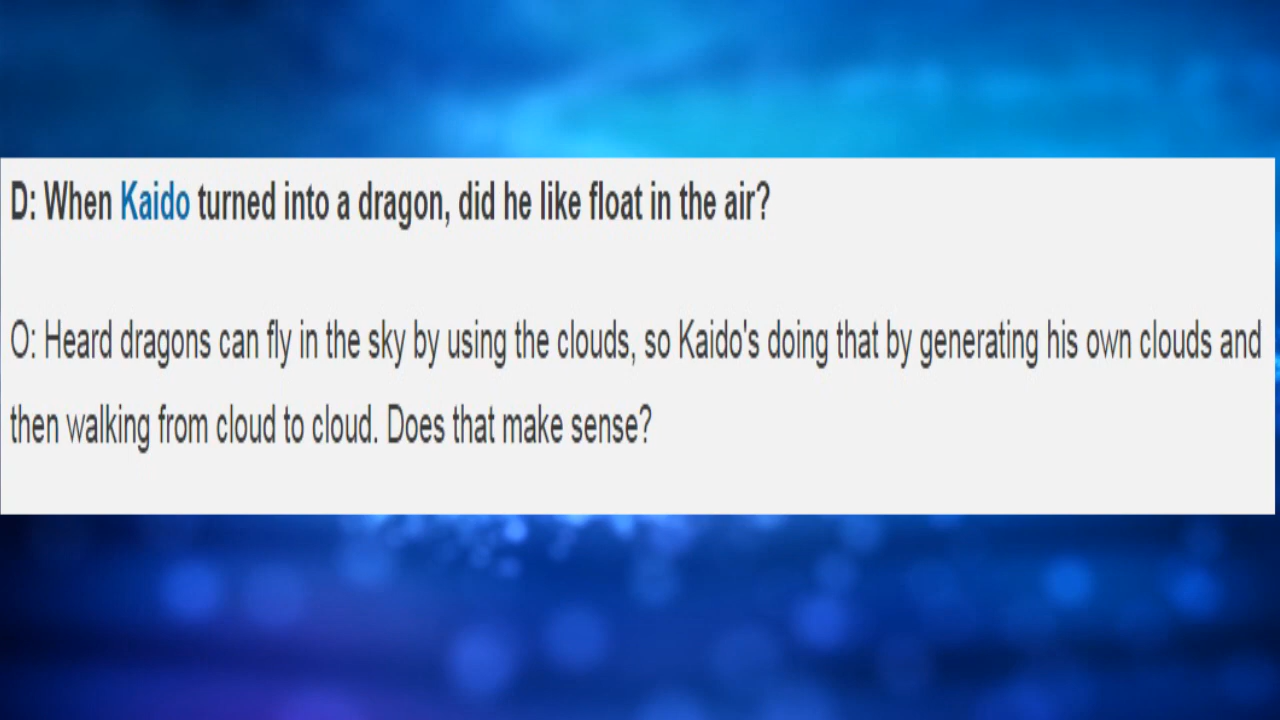 D: When Kaido turned into a dragon, did he like float in the air?
O: Heard dragons can fly in the sky by using the clouds, so Kaido's doing that by generating his own clouds and
then walking from cloud to cloud. Does that make sense?